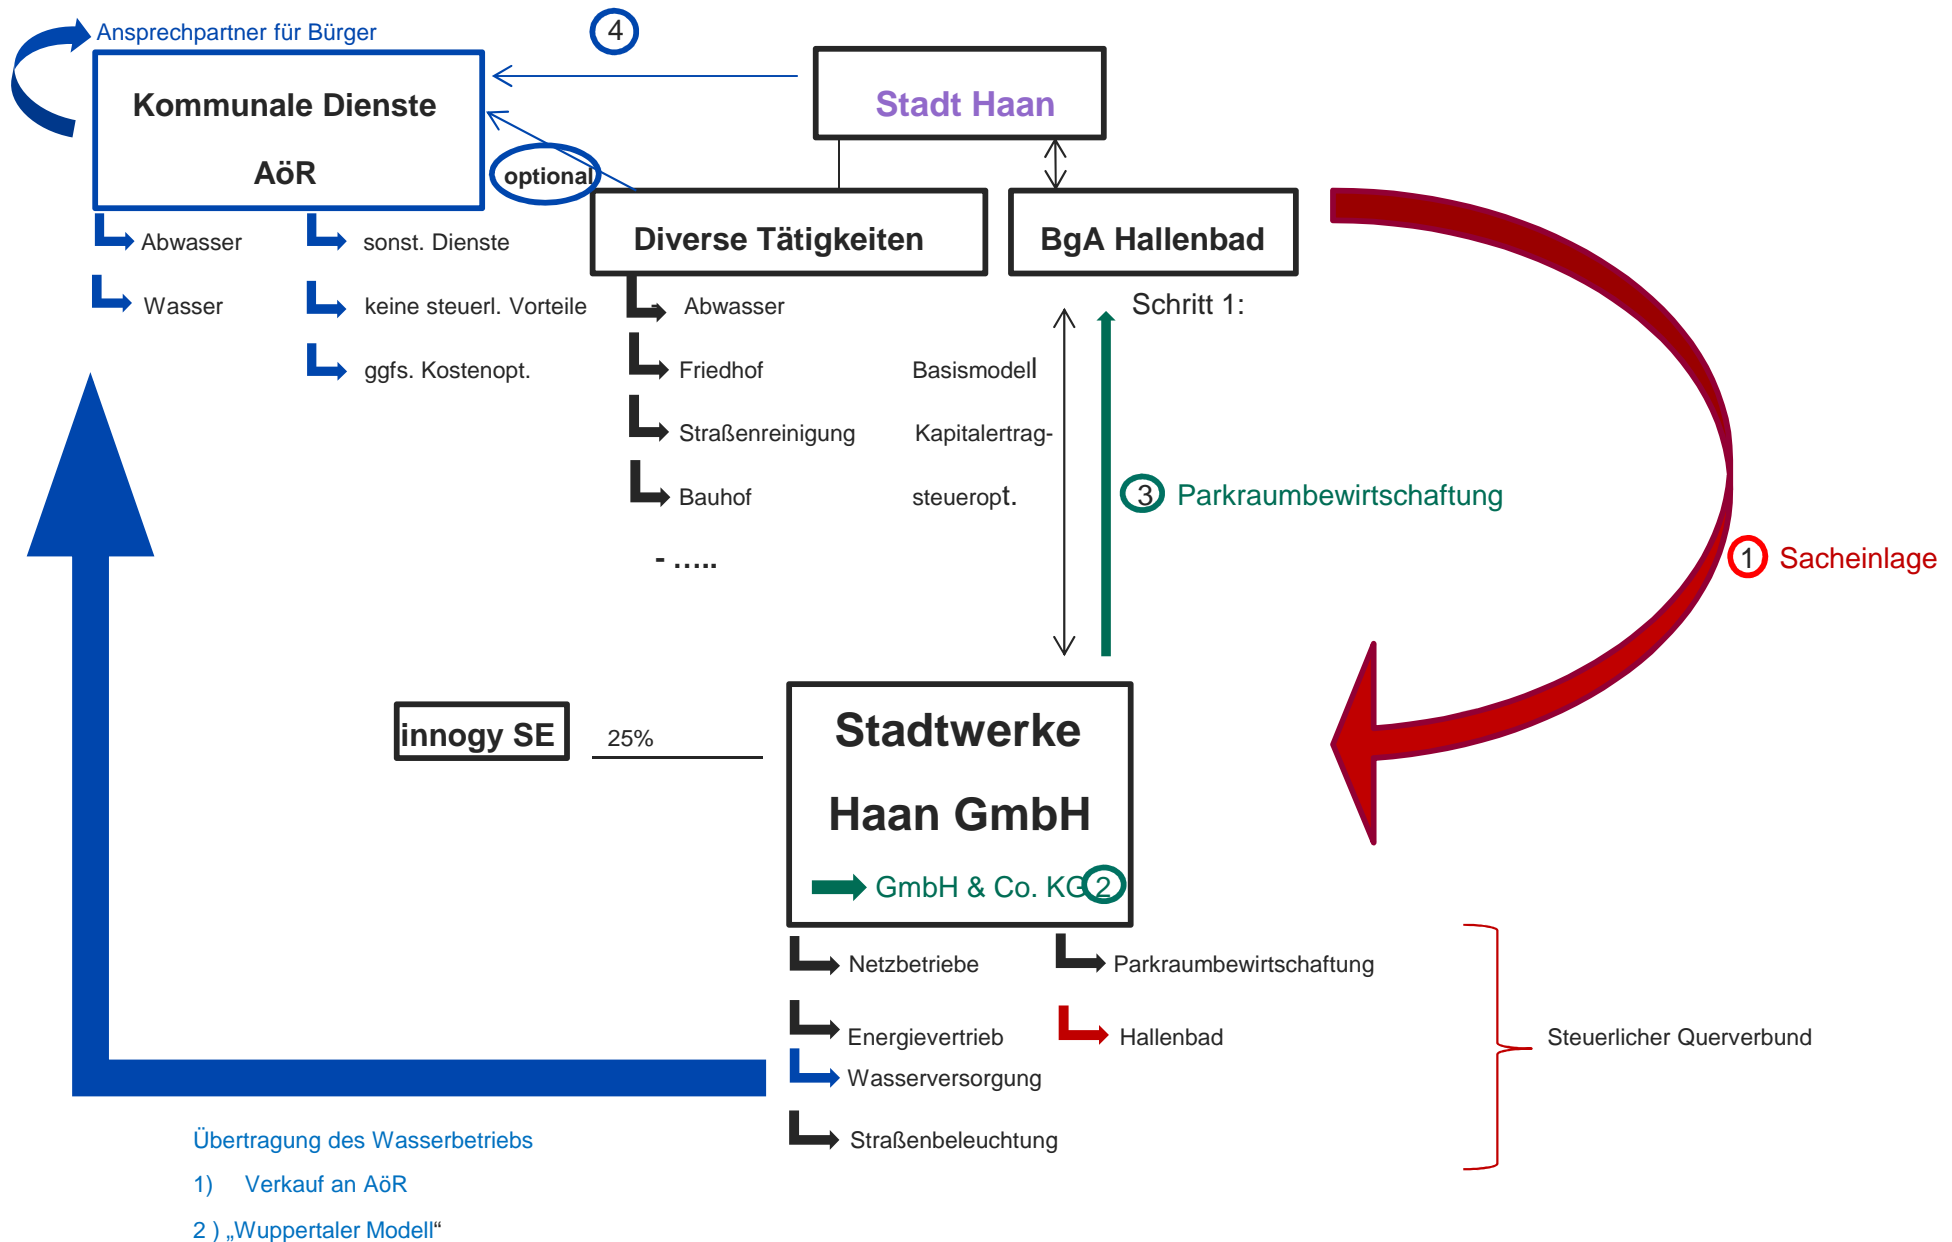 Ansprechpartner für Bürger
4
Kommunale Dienste
AöR
Stadt Haan
optional
Diverse Tätigkeiten
BgA Hallenbad
Abwasser
Wasser
sonst. Dienste
keine steuerl. Vorteile
ggfs. Kostenopt.
- Abwasser
Friedhof
Straßenreinigung
Bauhof
- .....
Schritt 1:
Basismodell
Kapitalertrag-
steueropt.
3 Parkraumbewirtschaftung
1 Sacheinlage
innogy SE
25%
Stadtwerke
Haan GmbH
GmbH & Co. KG 2
Netzbetriebe
Energievertrieb
Wasserversorgung
Straßenbeleuchtung
Parkraumbewirtschaftung
Hallenbad
Steuerlicher Querverbund
Übertragung des Wasserbetriebs
1) Verkauf an AöR
2 ) „Wuppertaler Modell“